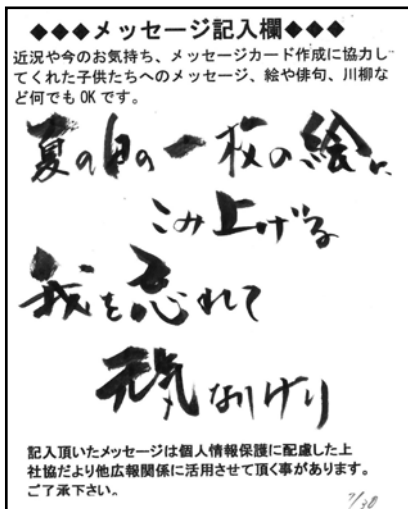 ◆◆◆メッセージ記入欄◆◆◆
近況や今のお気持ち、メッセージカード作成に協力し
てくれた子供たちへのメッセージ、絵や俳句、川柳な
ど何でもOKです。
夏の日の一枚の絵に
こみ上げる
我を忘れて
元気なりけり
記入頂いたメッセージは個人情報保護に配慮した上
社協だより他広報関係に活用させて頂く事があります。
ご了承下さい。
7/30